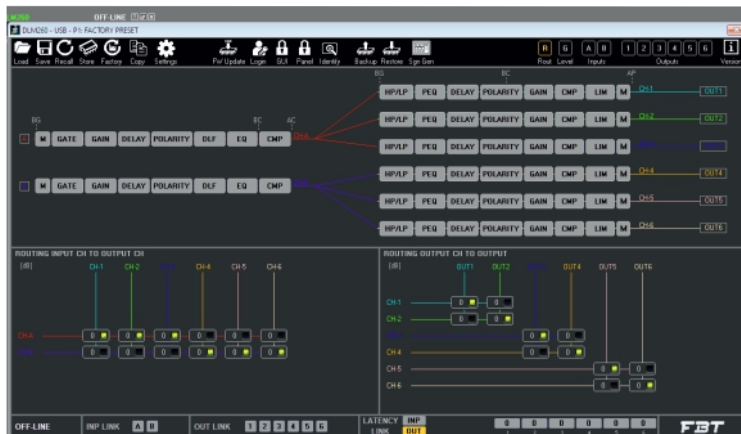 DLM260 OFF-LINE
DLM260 - USB - P1: FACTORY PRESET
Load Save Recall Store Factory Copy Settings FW Update Login GUI Panel Identify Backup Restore Sgn Gen Rout Level Inputs Outputs Version
R G A B 1 2 3 4 5 6
BG BC AP
HP/LP PEQ DELAY POLARITY GAIN CMP LIM M CH-1 OUT1
HP/LP PEQ DELAY POLARITY GAIN CMP LIM M CH-2 OUT2
BG BC AC
M GATE GAIN DELAY POLARITY DLF EQ CMP CH-A
HP/LP PEQ DELAY POLARITY GAIN CMP LIM M
HP/LP PEQ DELAY POLARITY GAIN CMP LIM M CH-4 OUT4
M GATE GAIN DELAY POLARITY DLF EQ CMP
HP/LP PEQ DELAY POLARITY GAIN CMP LIM M CH-5 OUT5
HP/LP PEQ DELAY POLARITY GAIN CMP LIM M CH-6 OUT6
ROUTING INPUT CH TO OUTPUT CH
[dB] CH-1 CH-2 CH-4 CH-5 CH-6
CH-A 0 0 0 0 0 0
0 0 0 0 0 0
ROUTING OUTPUT CH TO OUTPUT
[dB] OUT1 OUT2 OUT4 OUT5 OUT6
CH-1 0 0
CH-2 0 0
0 0
CH-4 0 0
CH-5 0 0
CH-6 0 0
OFF-LINE INP LINK A B OUT LINK 1 2 3 4 5 6 LATENCY LINK INP OUT 0 0 0 0 0 0 FBT